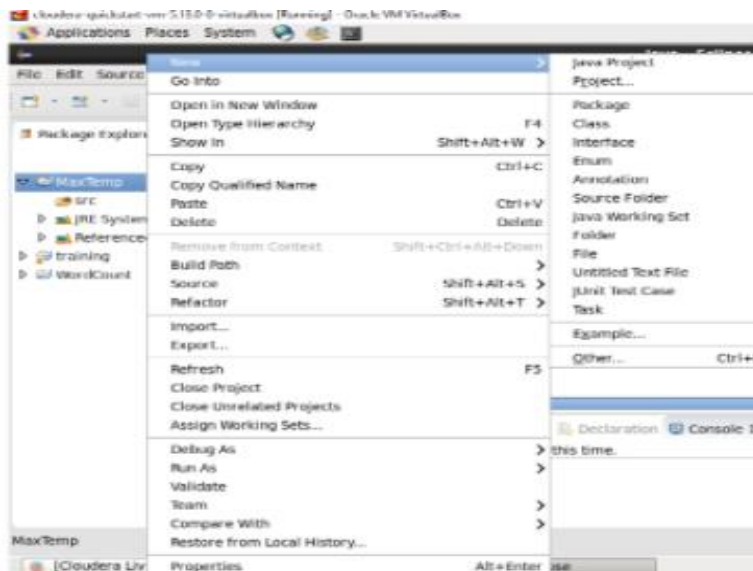 cloudera-quickstart-vm-5.13.0-0-virtualbox [Running] - Oracle VM VirtualBox
Applications Places System
File Edit Source
Package Explor
MaxTemp
src
JRE System
Reference
training
WordCount
New
Go Into
Open in New Window
Open Type Hierarchy F4
Show In Shift+Alt+W >
Copy Ctrl+C
Copy Qualified Name
Paste Ctrl+V
Delete Delete
Remove from Context Shift+Ctrl+Alt+Down
Build Path >
Source Shift+Alt+S >
Refactor Shift+Alt+T >
Import...
Export...
Refresh F5
Close Project
Close Unrelated Projects
Assign Working Sets...
Debug As >
Run As >
Validate
Team >
Compare With >
Restore from Local History...
Properties Alt+Enter
Java Project
Project...
Package
Class
Interface
Enum
Annotation
Source Folder
Java Working Set
Folder
File
Untitled Text File
JUnit Test Case
Task
Example...
Other... Ctrl+
Declaration Console
this time.
MaxTemp
[Cloudera Liv